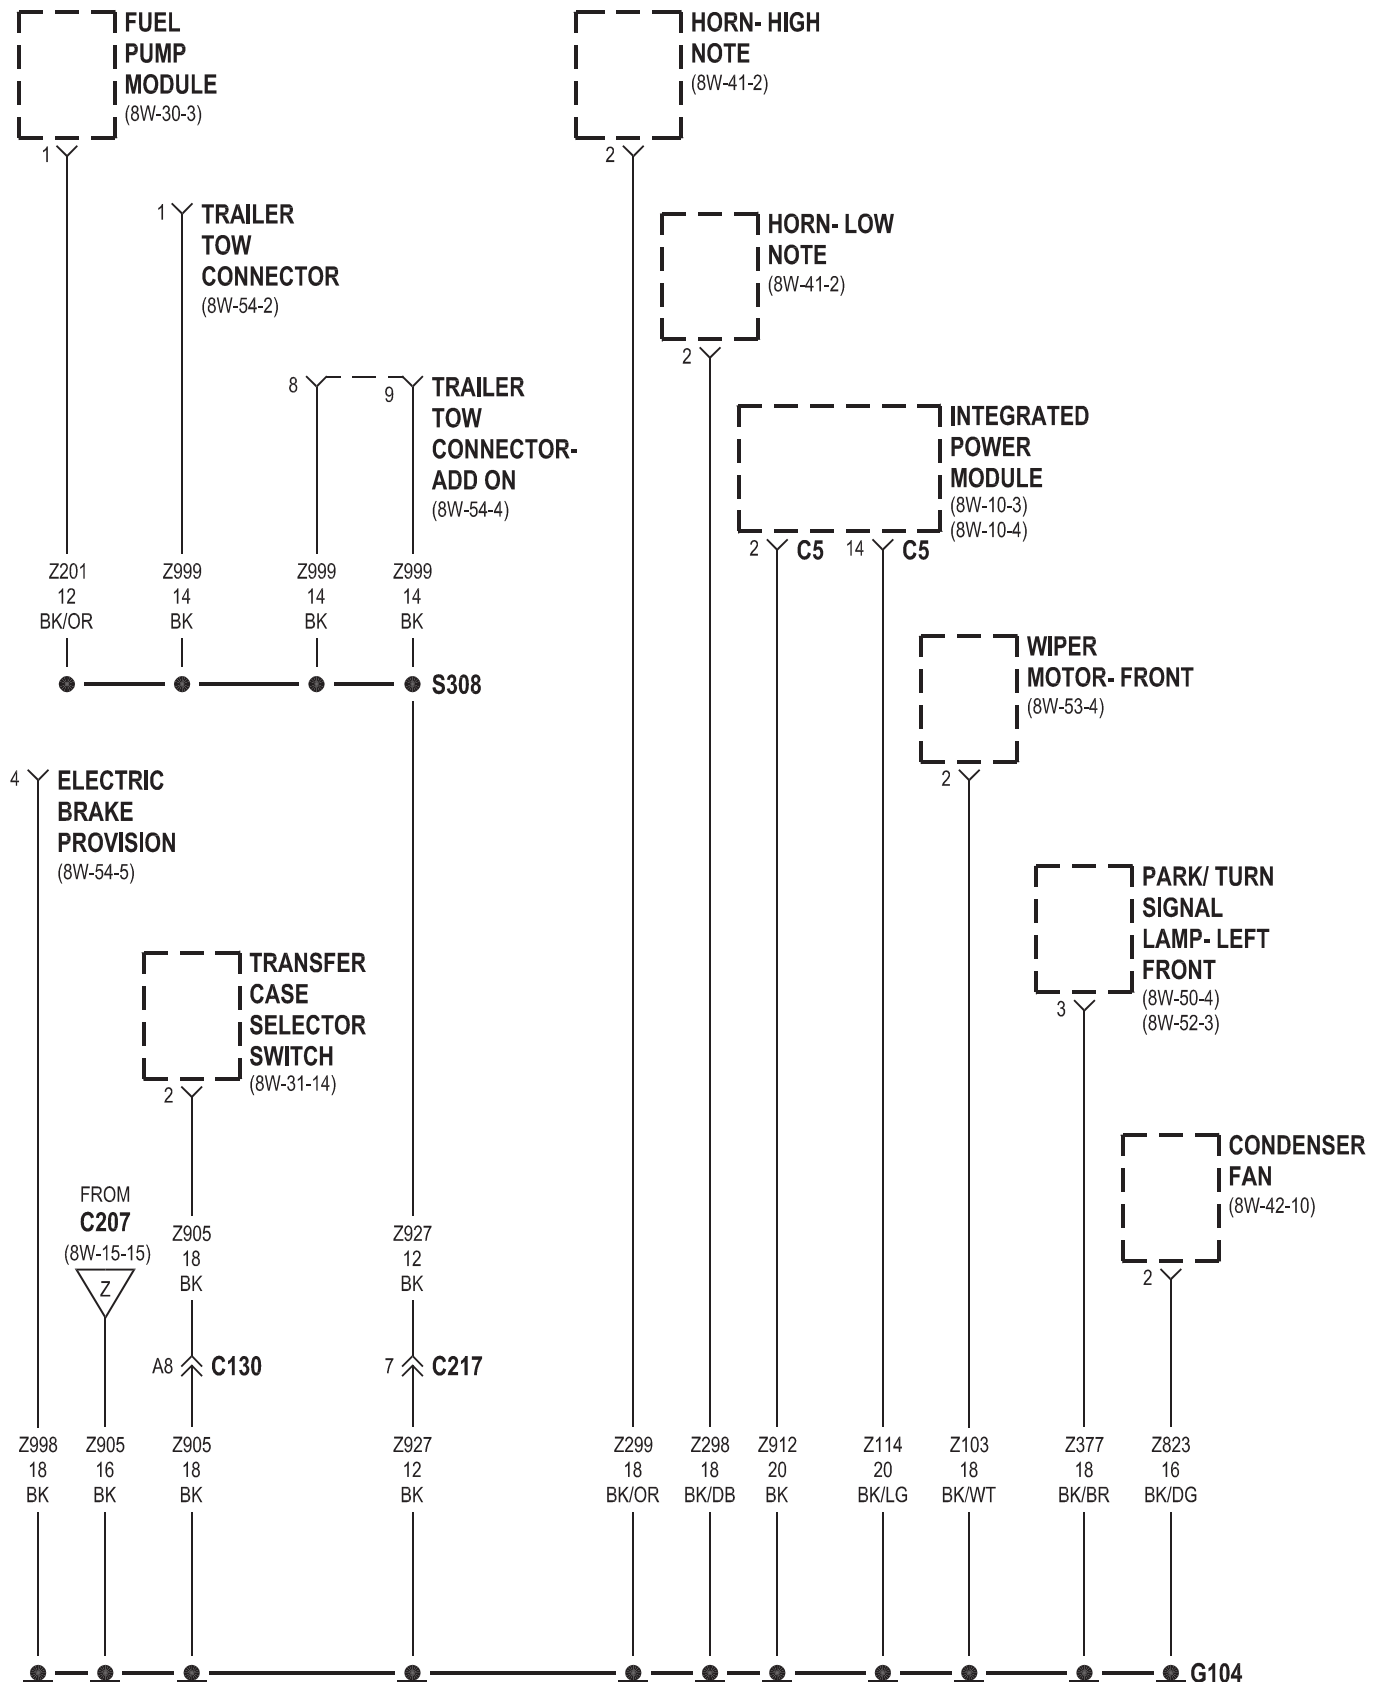 FUEL
PUMP
MODULE
(8W-30-3)
1
HORN- HIGH
NOTE
(8W-41-2)
2
1
TRAILER
TOW
CONNECTOR
(8W-54-2)
HORN- LOW
NOTE
(8W-41-2)
2
8
9
TRAILER
TOW
CONNECTOR-
ADD ON
(8W-54-4)
INTEGRATED
POWER
MODULE
(8W-10-3)
(8W-10-4)
2 C5 14 C5
Z201 Z999 Z999 Z999
12 14 14 14
BK/OR BK BK BK
S308
WIPER
MOTOR- FRONT
(8W-53-4)
2
4
ELECTRIC
BRAKE
PROVISION
(8W-54-5)
PARK/ TURN
SIGNAL
LAMP- LEFT
FRONT
(8W-50-4)
(8W-52-3)
3
TRANSFER
CASE
SELECTOR
SWITCH
(8W-31-14)
2
CONDENSER
FAN
(8W-42-10)
2
FROM
C207
(8W-15-15)
Z
Z905 Z927
18 12
BK BK
A8 C130 7 C217
Z998 Z905 Z905 Z927 Z299 Z298 Z912 Z114 Z103 Z377 Z823
18 16 18 12 18 18 20 20 18 18 16
BK BK BK BK BK/OR BK/DB BK BK/LG BK/WT BK/BR BK/DG
G104